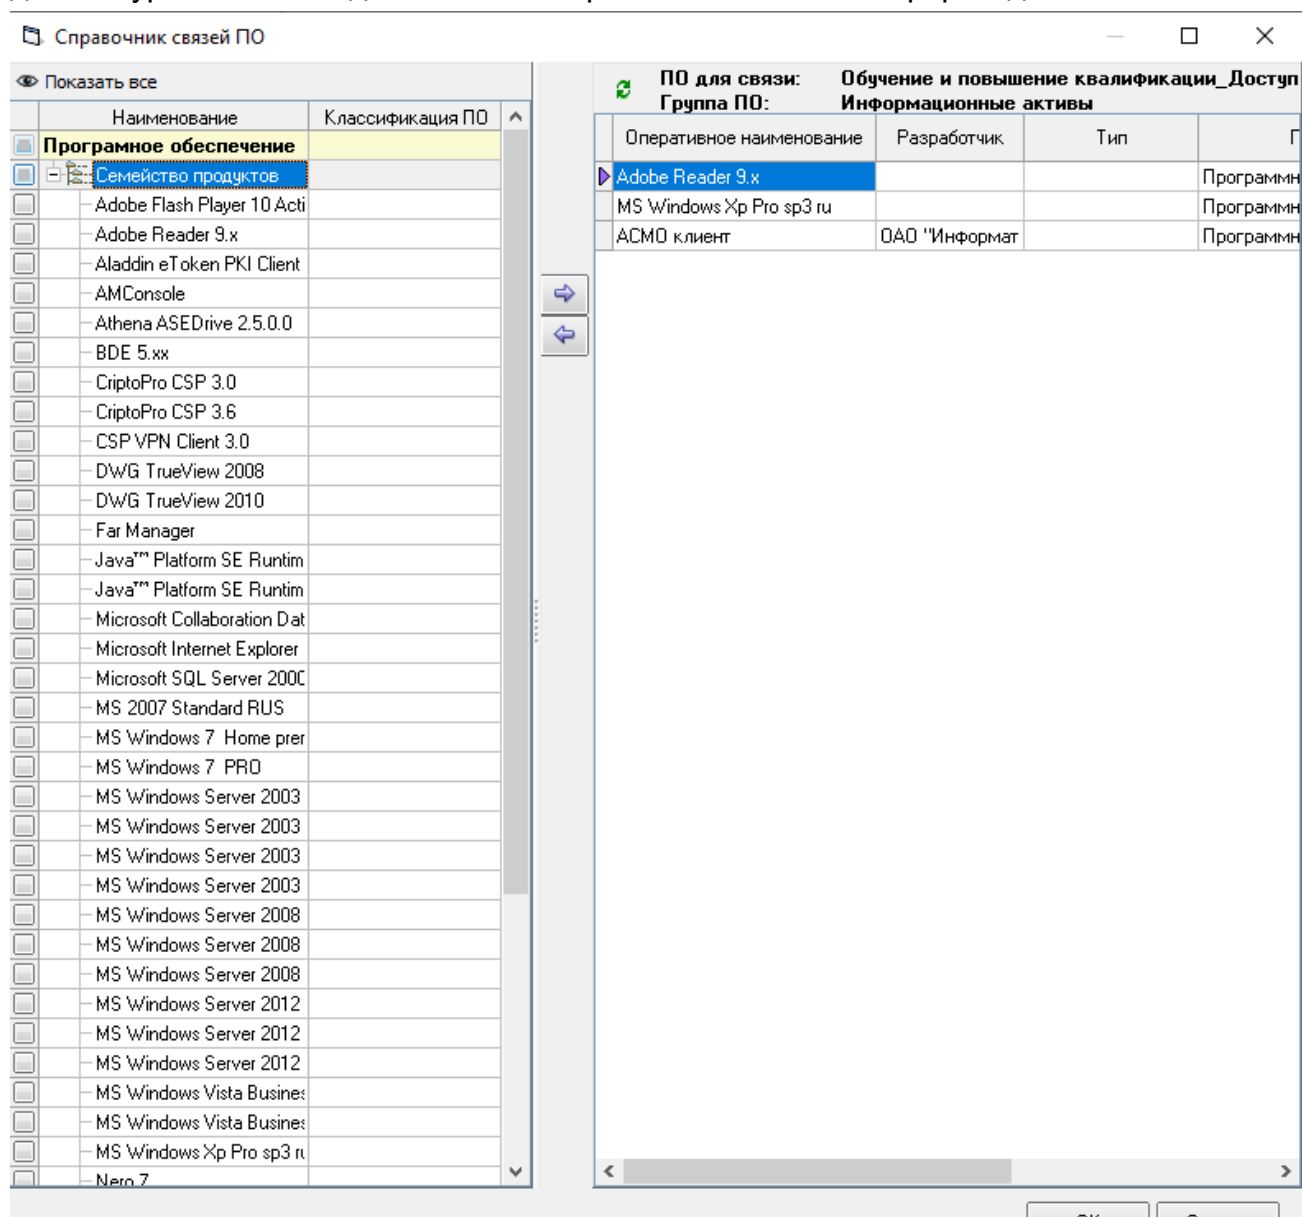 Справочник связей ПО
Показать все
Наименование Классификация ПО
Програмное обеспечение
Семейство продуктов
Adobe Flash Player 10 Acti
Adobe Reader 9.x
Aladdin eToken PKI Client
AMConsole
Athena ASEDrive 2.5.0.0
BDE 5.xx
CriptoPro CSP 3.0
CriptoPro CSP 3.6
CSP VPN Client 3.0
DWG TrueView 2008
DWG TrueView 2010
Far Manager
Java™ Platform SE Runtim
Java™ Platform SE Runtim
Microsoft Collaboration Dat
Microsoft Internet Explorer
Microsoft SQL Server 2000
MS 2007 Standard RUS
MS Windows 7 Home prer
MS Windows 7 PRO
MS Windows Server 2003
MS Windows Server 2003
MS Windows Server 2003
MS Windows Server 2003
MS Windows Server 2008
MS Windows Server 2008
MS Windows Server 2008
MS Windows Server 2012
MS Windows Server 2012
MS Windows Server 2012
MS Windows Vista Busines
MS Windows Vista Busines
MS Windows Xp Pro sp3 ru
Nero 7
ПО для связи: Обучение и повышение квалификации_Доступ
Группа ПО: Информационные активы
Оперативное наименование Разработчик Тип П
Adobe Reader 9.x Программн
MS Windows Xp Pro sp3 ru Программн
АСМО клиент ОАО "Информат Программн